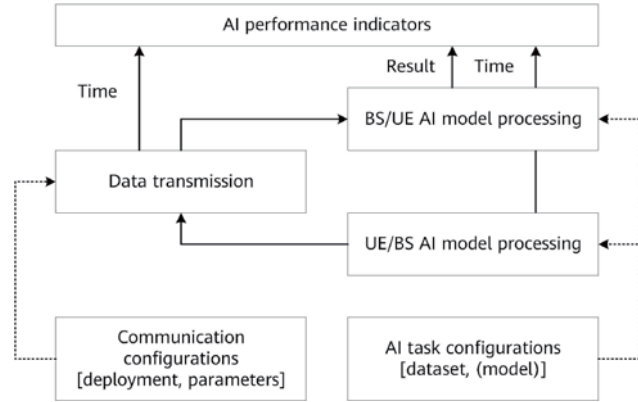 AI performance indicators
Time
Result
Time
BS/UE AI model processing
Data transmission
UE/BS AI model processing
Communication
configurations
[deployment, parameters]
AI task configurations
[dataset, (model)]